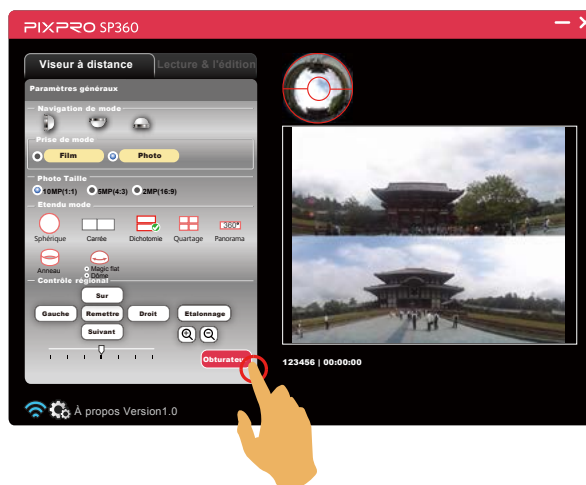 PIXPRO SP360
Viseur à distance
Lecture & l'édition
Paramètres généraux
Navigation de mode
Prise de mode
Film
Photo
Photo Taille
10MP(1:1) 5MP(4:3) 2MP(16:9)
Etendu mode
360°
Sphérique Carrée Dichotomie Quartage Panorama
Anneau Magic flat
Dôme
Contrôle régional
Sur
Gauche Remettre Droit Etalonnage
Suivant
Obturateur
123456 | 00:00:00
À propos Version1.0